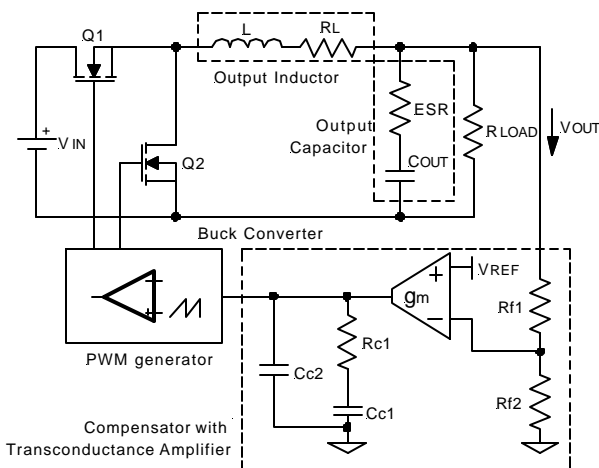 Q1
L
RL
Output Inductor
ESR
Output
Capacitor
RLOAD
VOUT
+
VIN
Q2
COUT
Buck Converter
gm
+
VREF
−
Rf1
PWM generator
Rc1
Cc2
Cc1
Rf2
Compensator with
Transconductance Amplifier